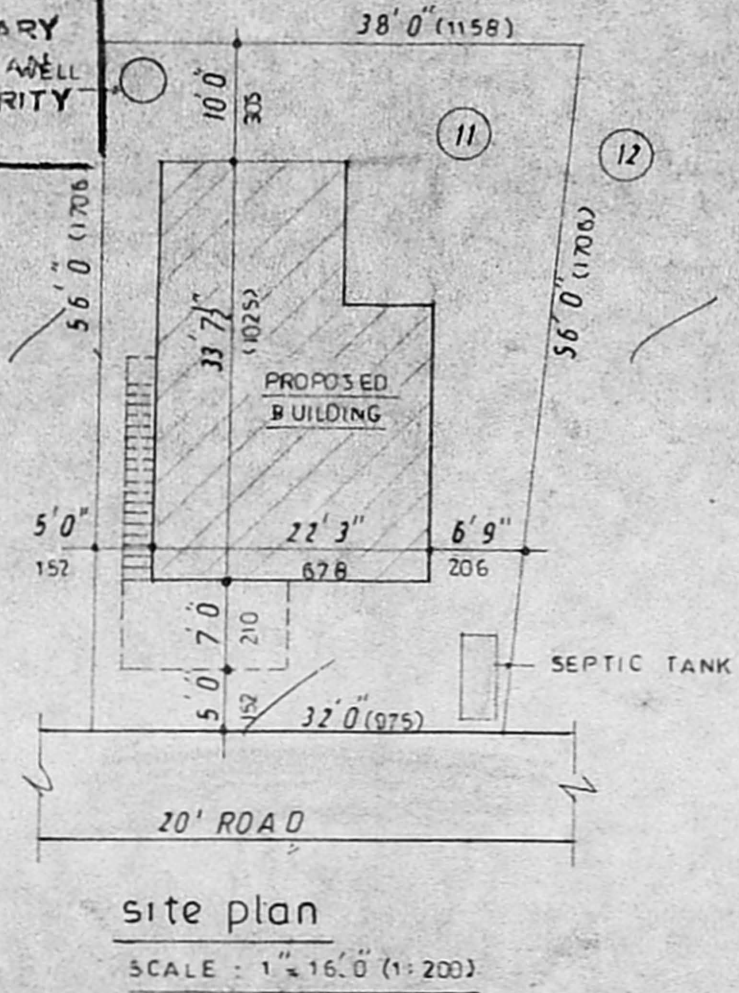 ARY
AWELL
RITY
38'0" (1158)
10'0"
305
11
12
56'0" (1706)
56'0" (1706)
33'7½"
(1025)
PROPOSED
BUILDING
5'0"
152
22'3"
678
6'9"
206
7'0"
210
SEPTIC TANK
5'0"
152
32'0" (975)
20' ROAD
site plan
SCALE : 1" = 16'.0" (1:200)